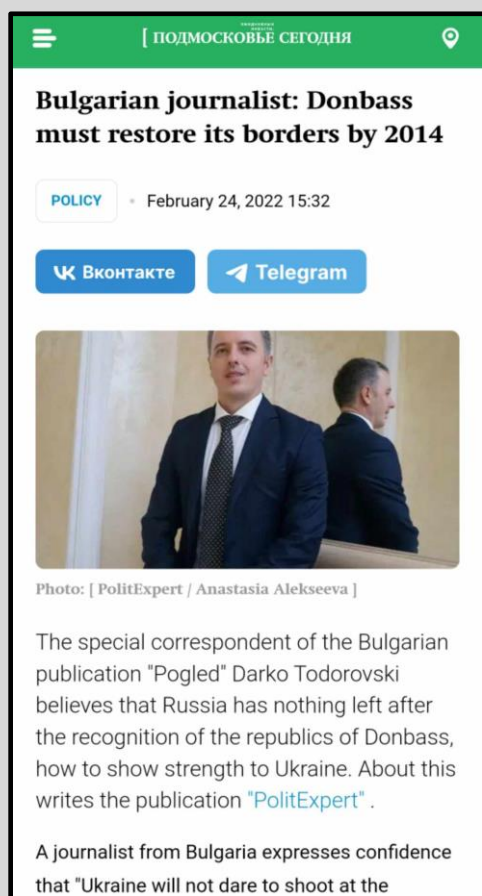 [ ПОДМОСКОВЬЕ СЕГОДНЯ
Bulgarian journalist: Donbass
must restore its borders by 2014
POLICY • February 24, 2022 15:32
Вконтакте Telegram
Photo: [ PolitExpert / Anastasia Alekseeva ]
The special correspondent of the Bulgarian
publication "Pogled" Darko Todorovski
believes that Russia has nothing left after
the recognition of the republics of Donbass,
how to show strength to Ukraine. About this
writes the publication "PolitExpert" .
A journalist from Bulgaria expresses confidence
that "Ukraine will not dare to shoot at the